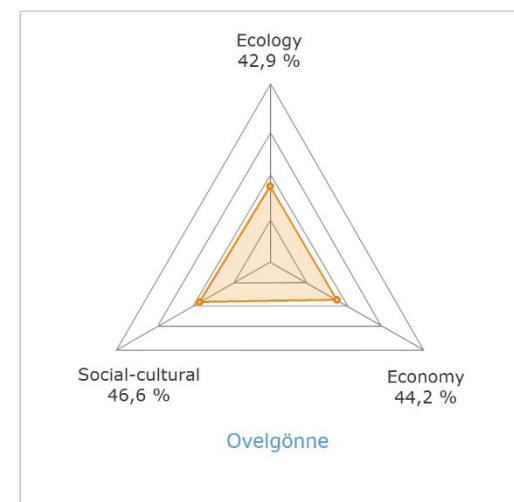 Ecology
42,9 %
Social-cultural
46,6 %
Economy
44,2 %
Ovelgönne